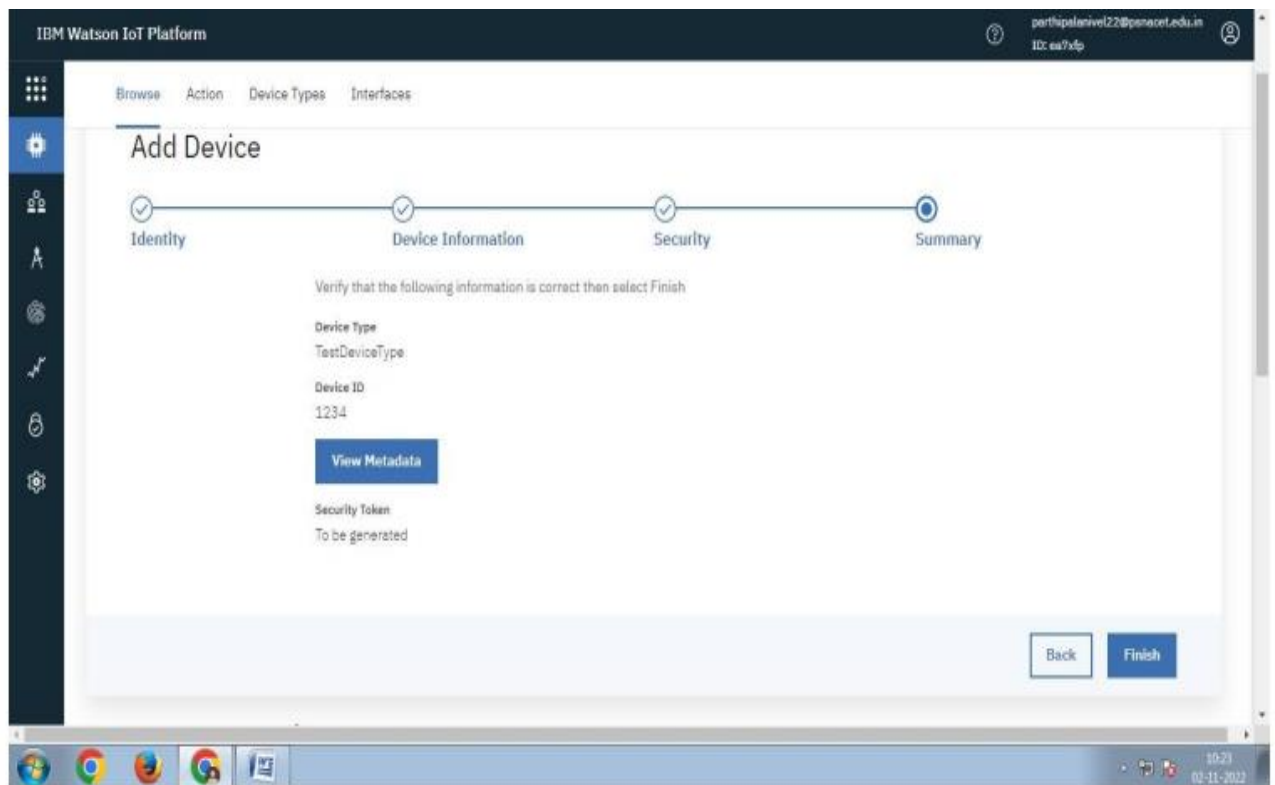 IBM Watson IoT Platform
parthipalanivel22@psnacet.edu.in
ID: ea7xfp
Browse Action Device Types Interfaces
Add Device
Identity Device Information Security Summary
Verify that the following information is correct then select Finish
Device Type
TestDeviceType
Device ID
1234
View Metadata
Security Token
To be generated
Back Finish
10:23
02-11-2022